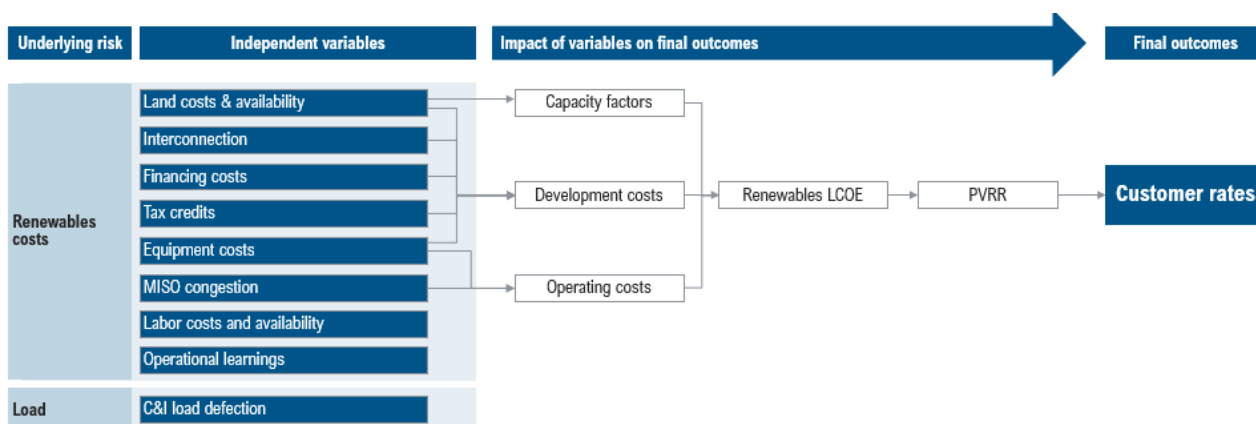 Underlying risk
Independent variables
Impact of variables on final outcomes
Final outcomes
Renewables
costs
Land costs & availability
Interconnection
Financing costs
Tax credits
Equipment costs
MISO congestion
Labor costs and availability
Operational learnings
Capacity factors
Development costs
Operating costs
Renewables LCOE
PVRR
Customer rates
Load
C&I load defection